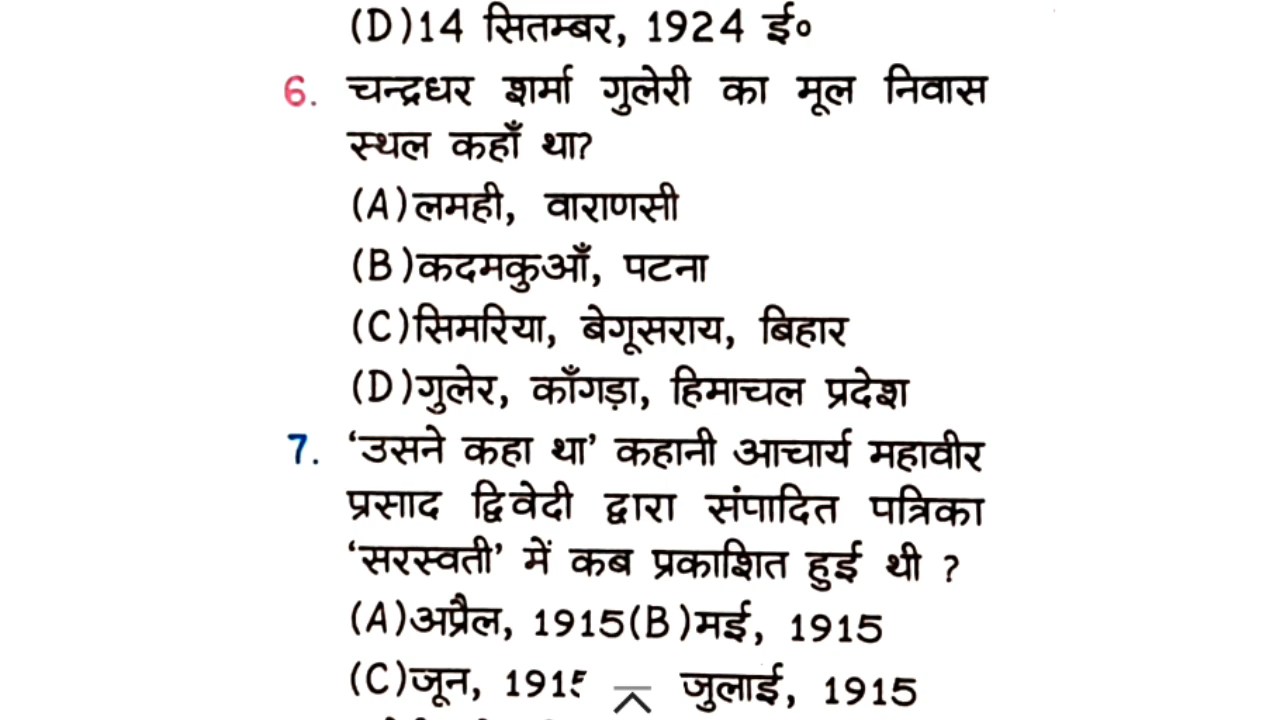 (D)14 सितम्बर, 1924 ई०
6. चन्द्रधर शर्मा गुलेरी का मूल निवास
स्थल कहाँ था?
(A)लमही, वाराणसी
(B)कदमकुआँ, पटना
(C)सिमरिया, बेगूसराय, बिहार
(D)गुलेर, काँगड़ा, हिमाचल प्रदेश
7. ‘उसने कहा था’ कहानी आचार्य महावीर
प्रसाद द्विवेदी द्वारा संपादित पत्रिका
‘सरस्वती’ में कब प्रकाशित हुई थी ?
(A)अप्रैल, 1915(B)मई, 1915
(C)जून, 1915 जुलाई, 1915